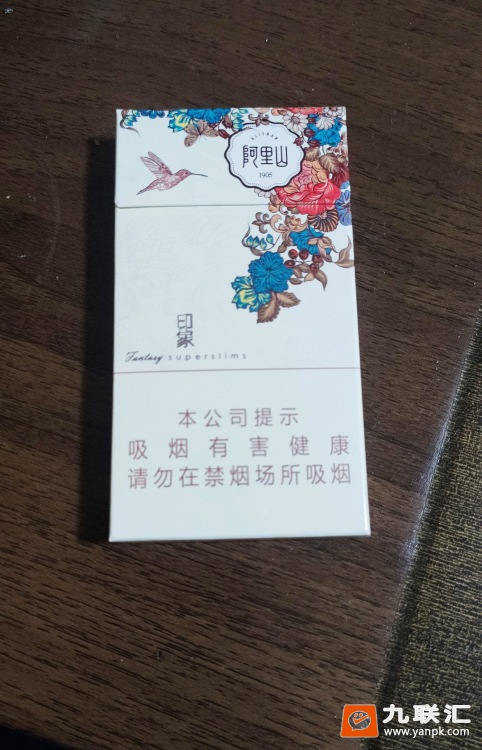 ALISHAN
阿里山
1905
印象
Fantasy superslims
本公司提示
吸烟有害健康
请勿在禁烟场所吸烟
九联汇
www.yanpk.com